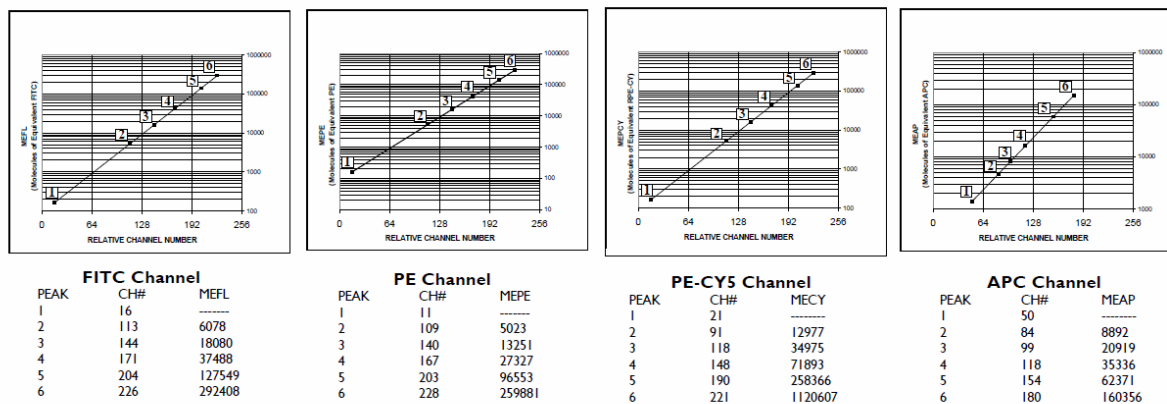 MEFL
(Molecules of Equivalent FITC)
1000000
100000
10000
1000
100
1
2
3
4
5
6
0 64 128 192 256
RELATIVE CHANNEL NUMBER
FITC Channel
PEAK CH# MEFL
1 16 -------
2 113 6078
3 144 18080
4 171 37488
5 204 127549
6 226 292408
MEPE
(Molecules of Equivalent PE)
1000000
100000
10000
1000
100
10
1
2
3
4
5
6
0 64 128 192 256
RELATIVE CHANNEL NUMBER
PE Channel
PEAK CH# MEPE
1 11 -------
2 109 5023
3 140 13251
4 167 27327
5 203 96553
6 228 259881
MEPCY
(Molecules of Equivalent RPE-CY)
1000000
100000
10000
1000
100
1
2
3
4
5
6
0 64 128 192 256
RELATIVE CHANNEL NUMBER
PE-CY5 Channel
PEAK CH# MECY
1 21 -------
2 91 12977
3 118 34975
4 148 71893
5 190 258366
6 221 1120607
MEAP
(Molecules of Equivalent APC)
1000000
100000
10000
1000
1
2
3
4
5
6
0 64 128 192 256
RELATIVE CHANNEL NUMBER
APC Channel
PEAK CH# MEAP
1 50 --------
2 84 8892
3 99 20919
4 118 35336
5 154 62371
6 180 160356